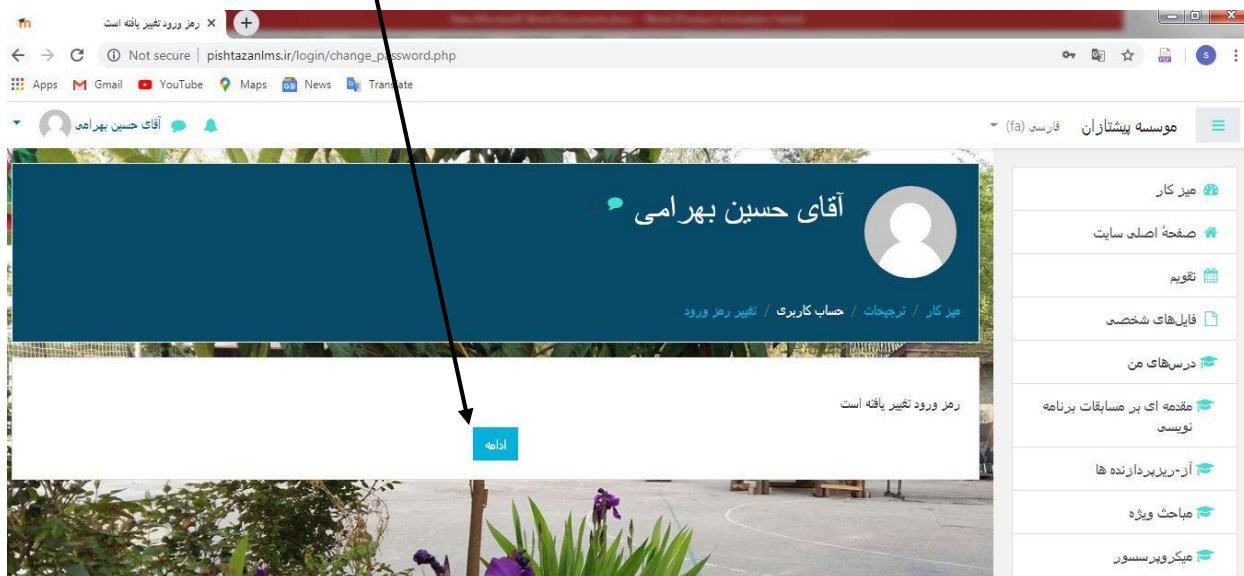 رمز ورود تغییر یافته است
Not secure | pishtazanlms.ir/login/change_password.php
Apps Gmail YouTube Maps News Translate
موسسه پیشتازان فارسی (fa)
آقای حسین بهرامی
آقای حسین بهرامی
میز کار / ترجیحات / حساب کاربری / تغییر رمز ورود
رمز ورود تغییر یافته است
ادامه
میز کار
صفحهٔ اصلی سایت
تقویم
فایل‌های شخصی
درس‌های من
مقدمه ای بر مسابقات برنامه
نویسی
آز-ریزپردازنده ها
مباحث ویژه
میکروپرسسور